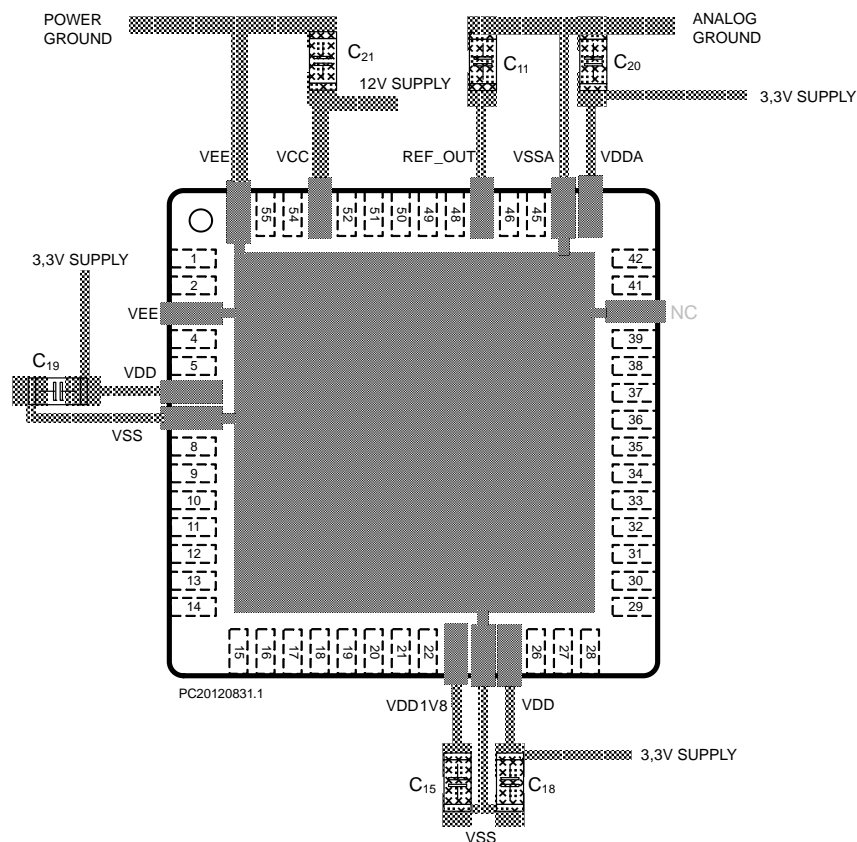 POWER
GROUND
C21
12V SUPPLY
C11
C20
ANALOG
GROUND
3,3V SUPPLY
VEE
VCC
REF_OUT
VSSA
VDDA
55
54
52
51
50
49
48
46
45
3,3V SUPPLY
1
2
VEE
4
5
C19
VDD
VSS
8
9
10
11
12
13
14
42
41
NC
39
38
37
36
35
34
33
32
31
30
29
15
16
17
18
19
20
21
22
26
27
28
PC20120831.1
VDD1V8
VDD
3,3V SUPPLY
C15
C18
VSS